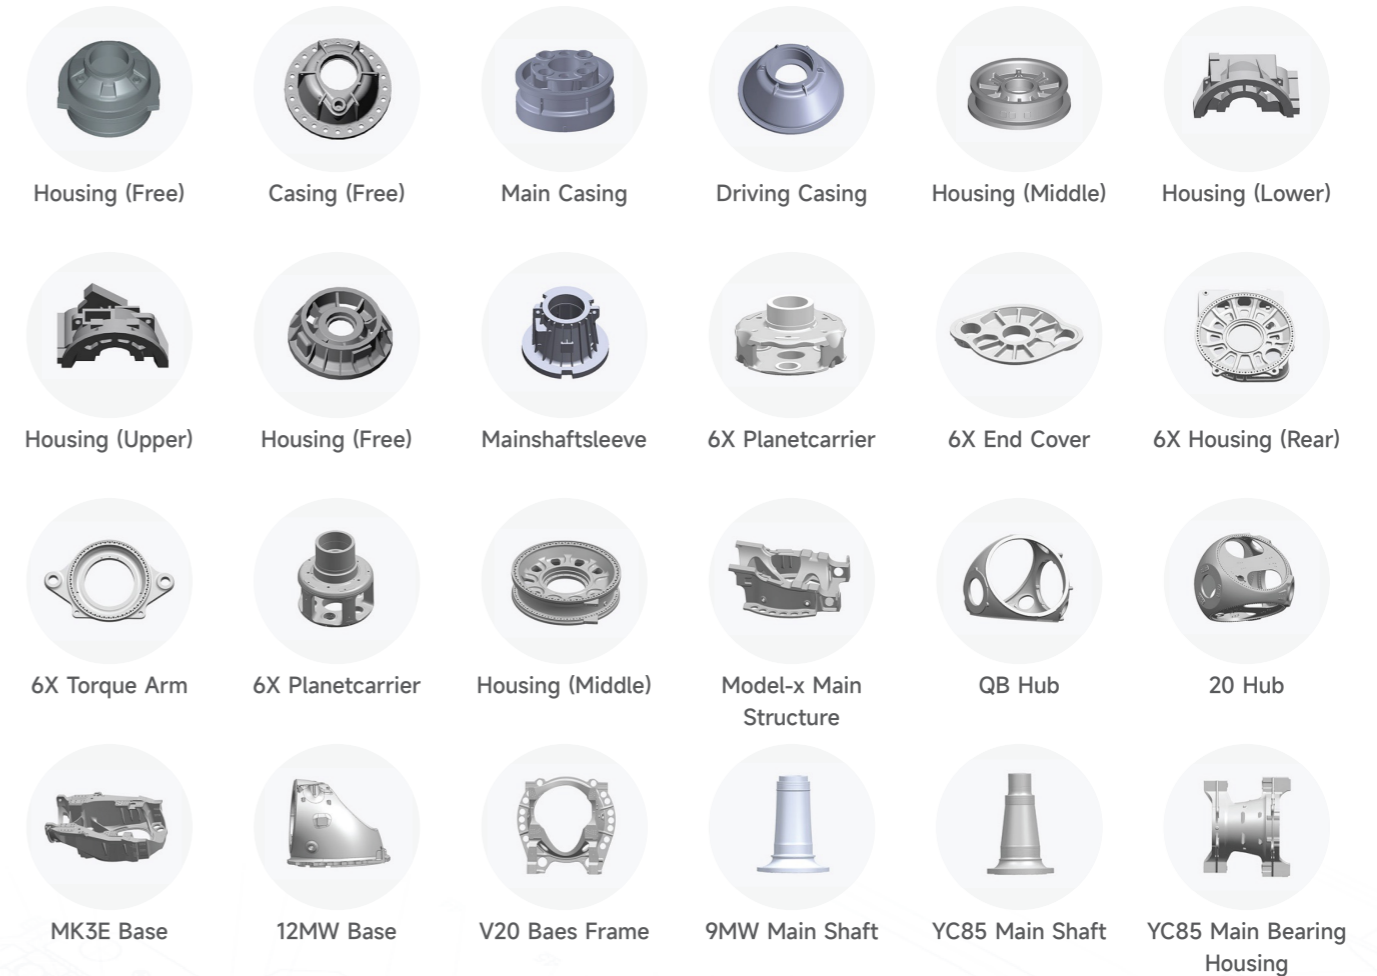 Housing (Free)
Casing (Free)
Main Casing
Driving Casing
Housing (Middle)
Housing (Lower)
Housing (Upper)
Housing (Free)
Mainshaftsleeve
6X Planetcarrier
6X End Cover
6X Housing (Rear)
6X Torque Arm
6X Planetcarrier
Housing (Middle)
Model-x Main
Structure
QB Hub
20 Hub
MK3E Base
12MW Base
V20 Baes Frame
9MW Main Shaft
YC85 Main Shaft
YC85 Main Bearing
Housing